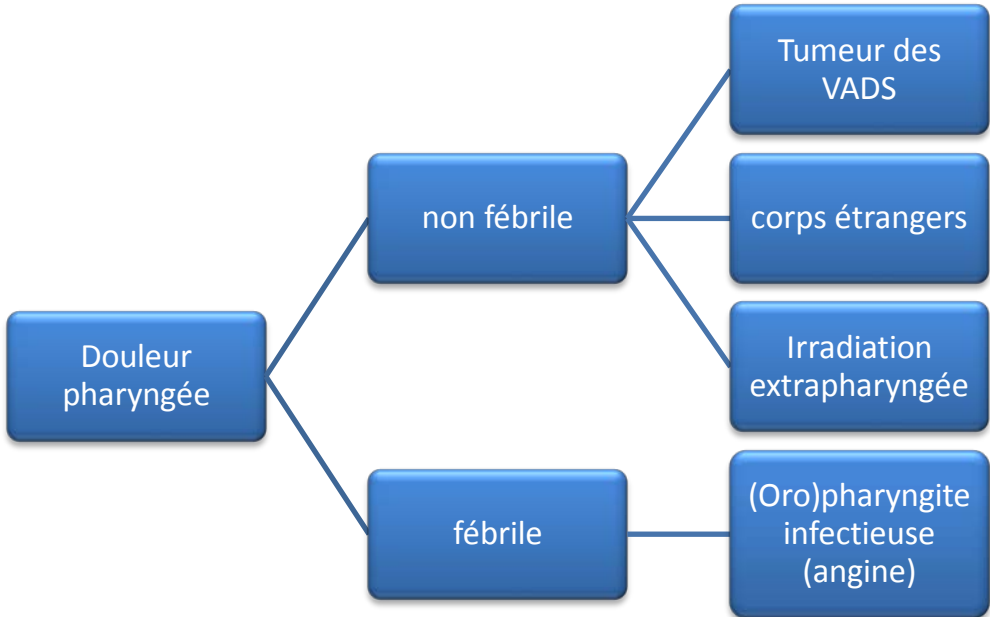 Douleur
pharyngée
non fébrile
Tumeur des
VADS
corps étrangers
Irradiation
extrapharyngée
fébrile
(Oro)pharyngite
infectieuse
(angine)